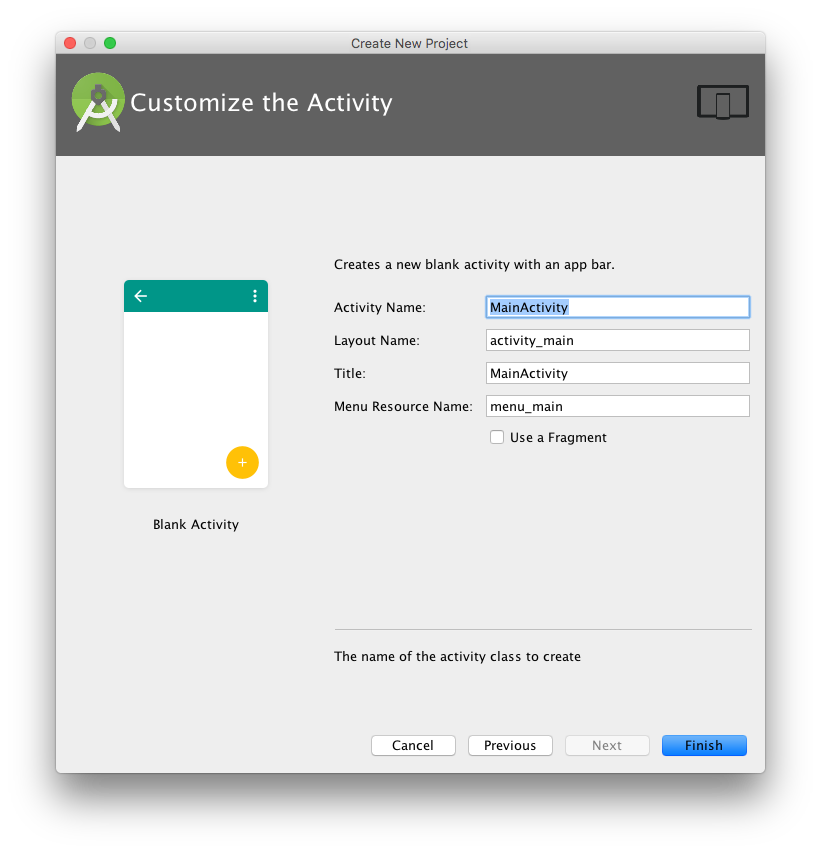 Create New Project
Customize the Activity
Creates a new blank activity with an app bar.
Activity Name: MainActivity
Layout Name: activity_main
Title: MainActivity
Menu Resource Name: menu_main
Use a Fragment
Blank Activity
The name of the activity class to create
Cancel Previous Next Finish